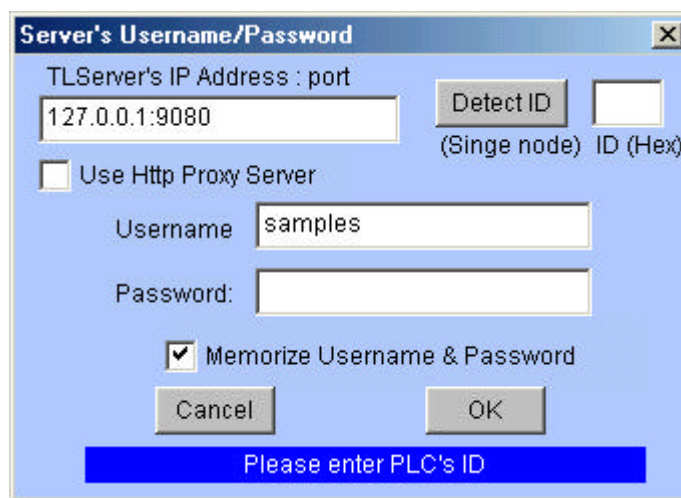 Server's Username/Password
TLServer's IP Address : port
127.0.0.1:9080
Detect ID
(Singe node) ID (Hex)
Use Http Proxy Server
Username
samples
Password:
Memorize Username & Password
Cancel
OK
Please enter PLC's ID